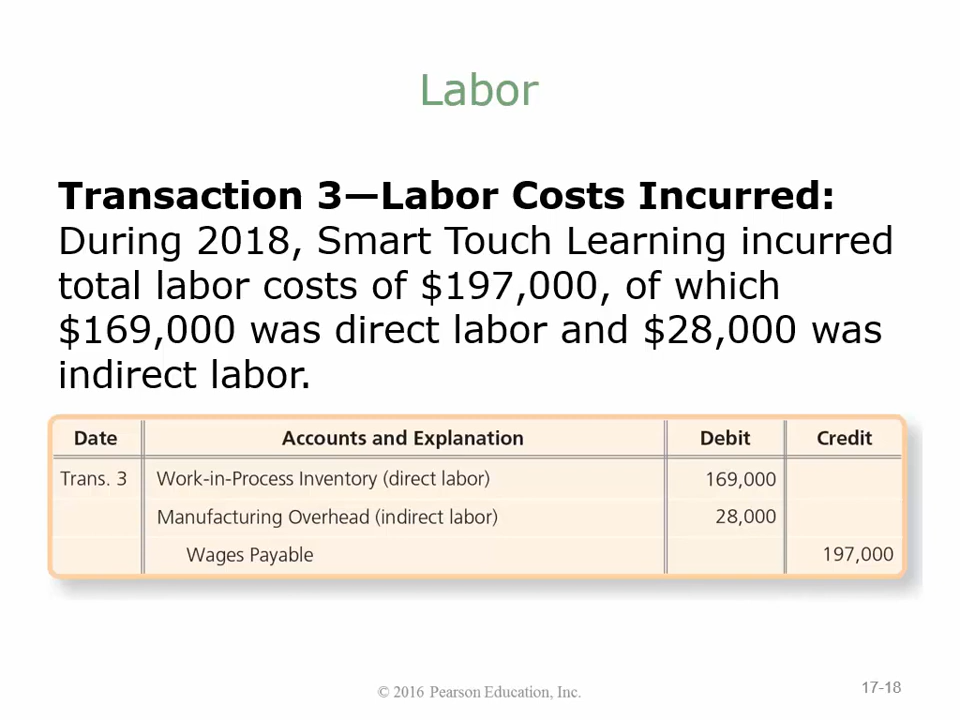 Labor
Transaction 3—Labor Costs Incurred:
During 2018, Smart Touch Learning incurred
total labor costs of $197,000, of which
$169,000 was direct labor and $28,000 was
indirect labor.
Date Accounts and Explanation Debit Credit
Trans. 3 Work-in-Process Inventory (direct labor) 169,000
Manufacturing Overhead (indirect labor) 28,000
Wages Payable 197,000
© 2016 Pearson Education, Inc. 17-18